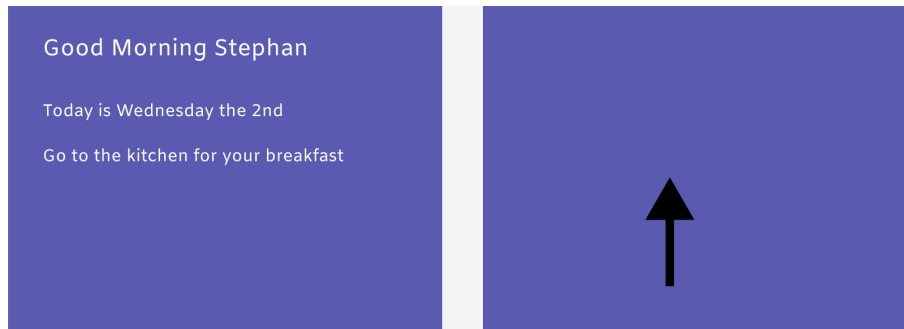 Good Morning Stephan
Today is Wednesday the 2nd
Go to the kitchen for your breakfast